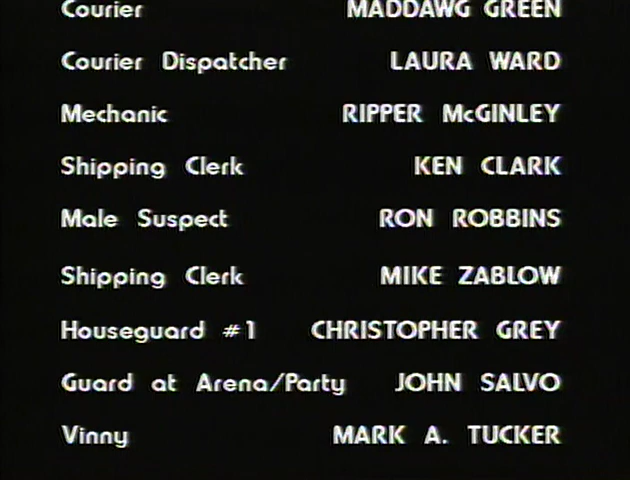 Courier MADDAWG GREEN
Courier Dispatcher LAURA WARD
Mechanic RIPPER McGINLEY
Shipping Clerk KEN CLARK
Male Suspect RON ROBBINS
Shipping Clerk MIKE ZABLOW
Houseguard #1 CHRISTOPHER GREY
Guard at Arena/Party JOHN SALVO
Vinny MARK A. TUCKER